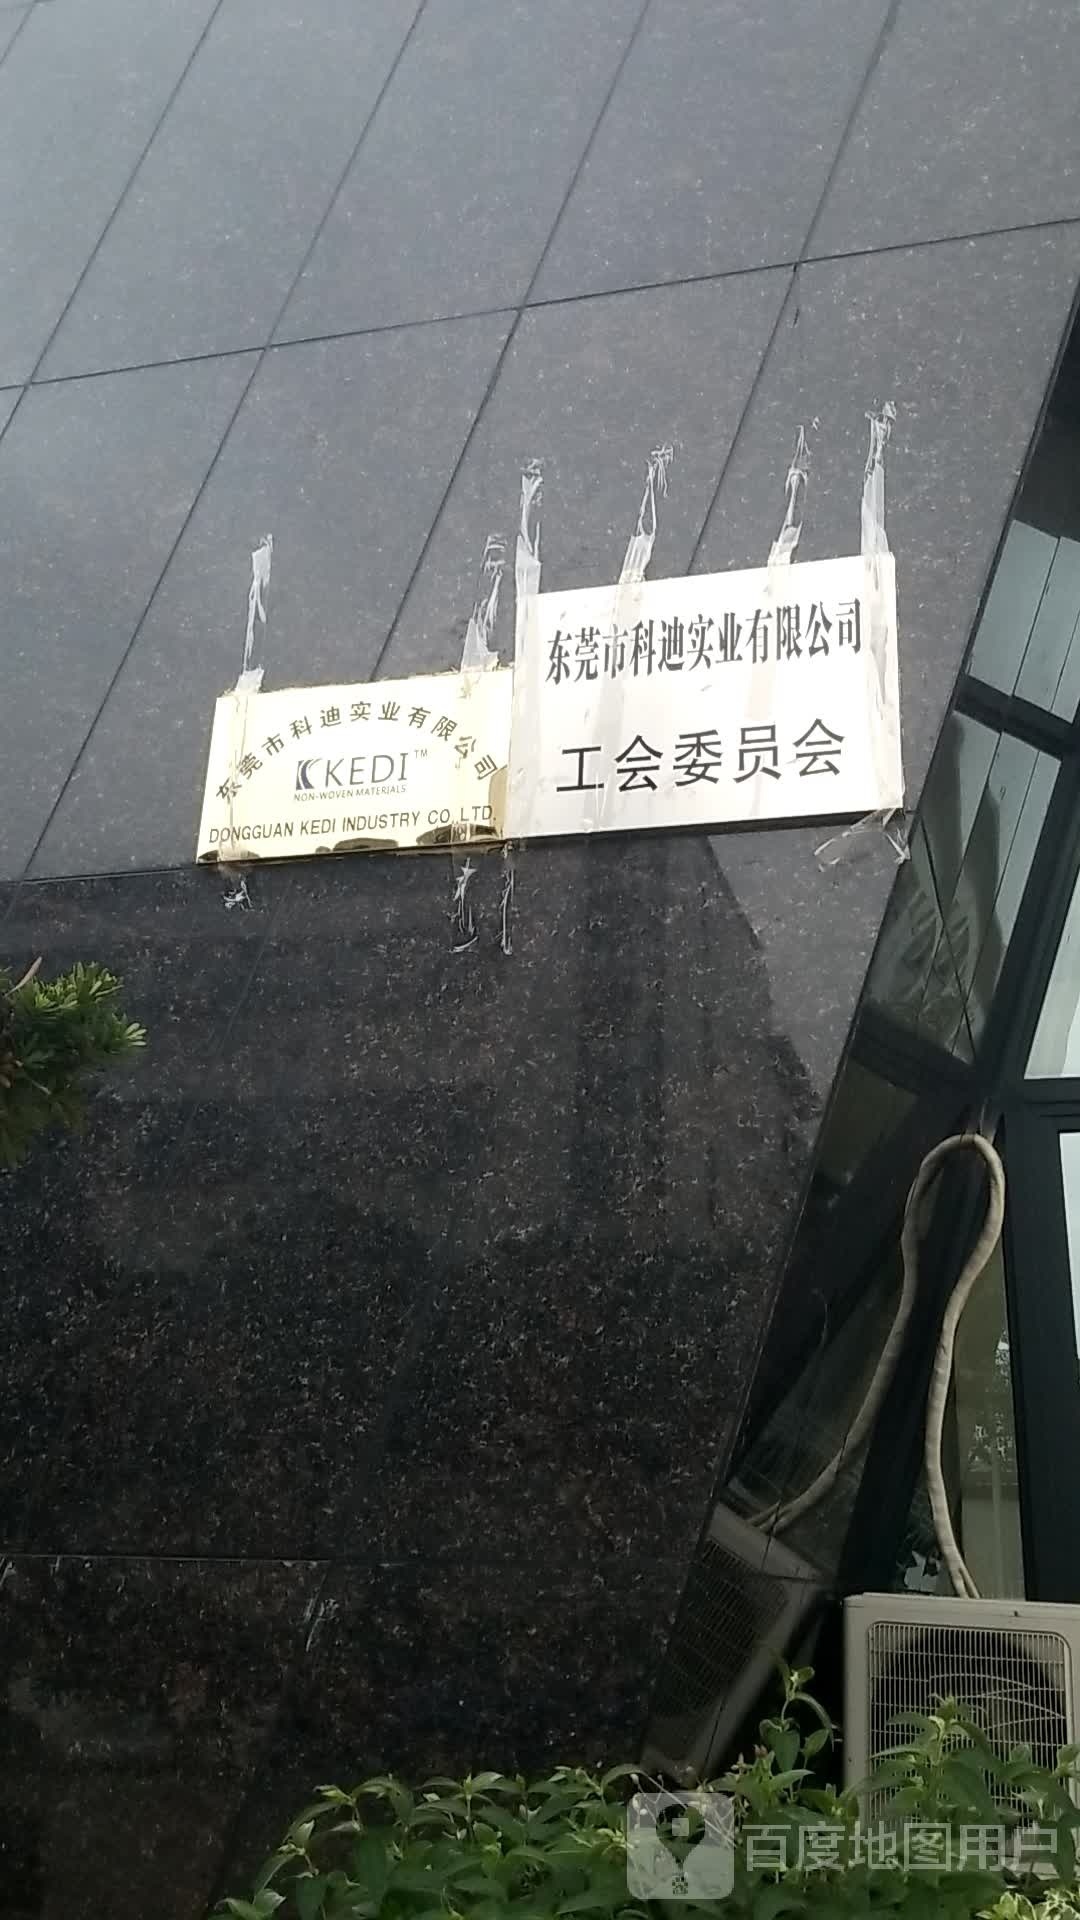 东莞市科迪实业有限公司
KEDI™
NON-WOVEN MATERIALS
DONGGUAN KEDI INDUSTRY CO.,LTD.
东莞市科迪实业有限公司
工会委员会
百度地图用户